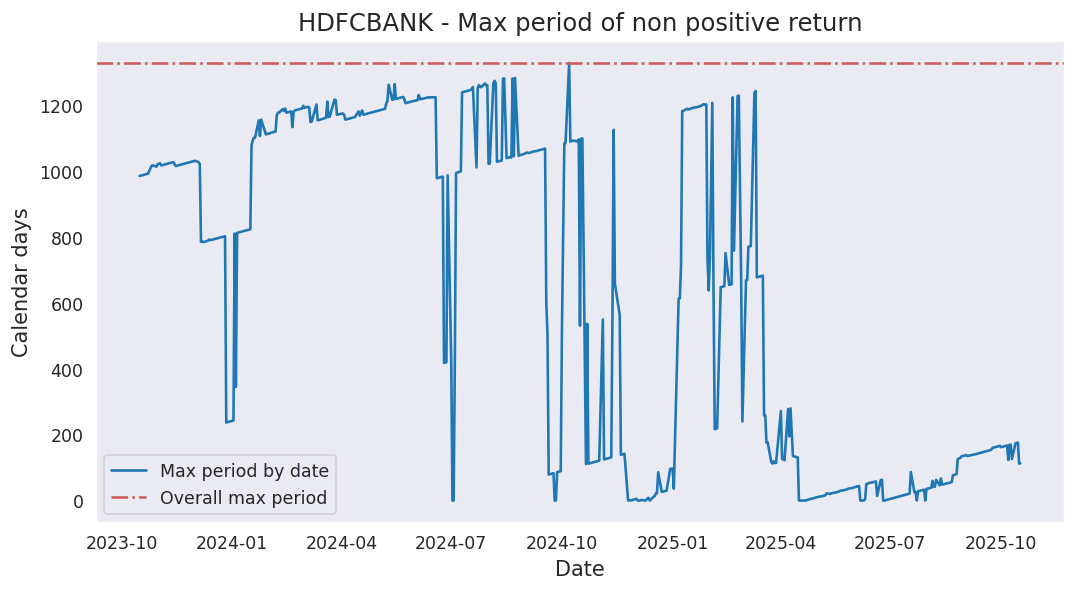 HDFCBANK - Max period of non positive return
Calendar days
1200
1000
800
600
400
200
0
Max period by date
Overall max period
2023-10 2024-01 2024-04 2024-07 2024-10 2025-01 2025-04 2025-07 2025-10
Date